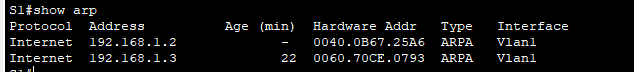 S1#show arp
Protocol  Address          Age (min)  Hardware Addr   Type   Interface
Internet  192.168.1.2             -   0040.0B67.25A6  ARPA   Vlan1
Internet  192.168.1.3             22  0060.70CE.0793  ARPA   Vlan1
S1#